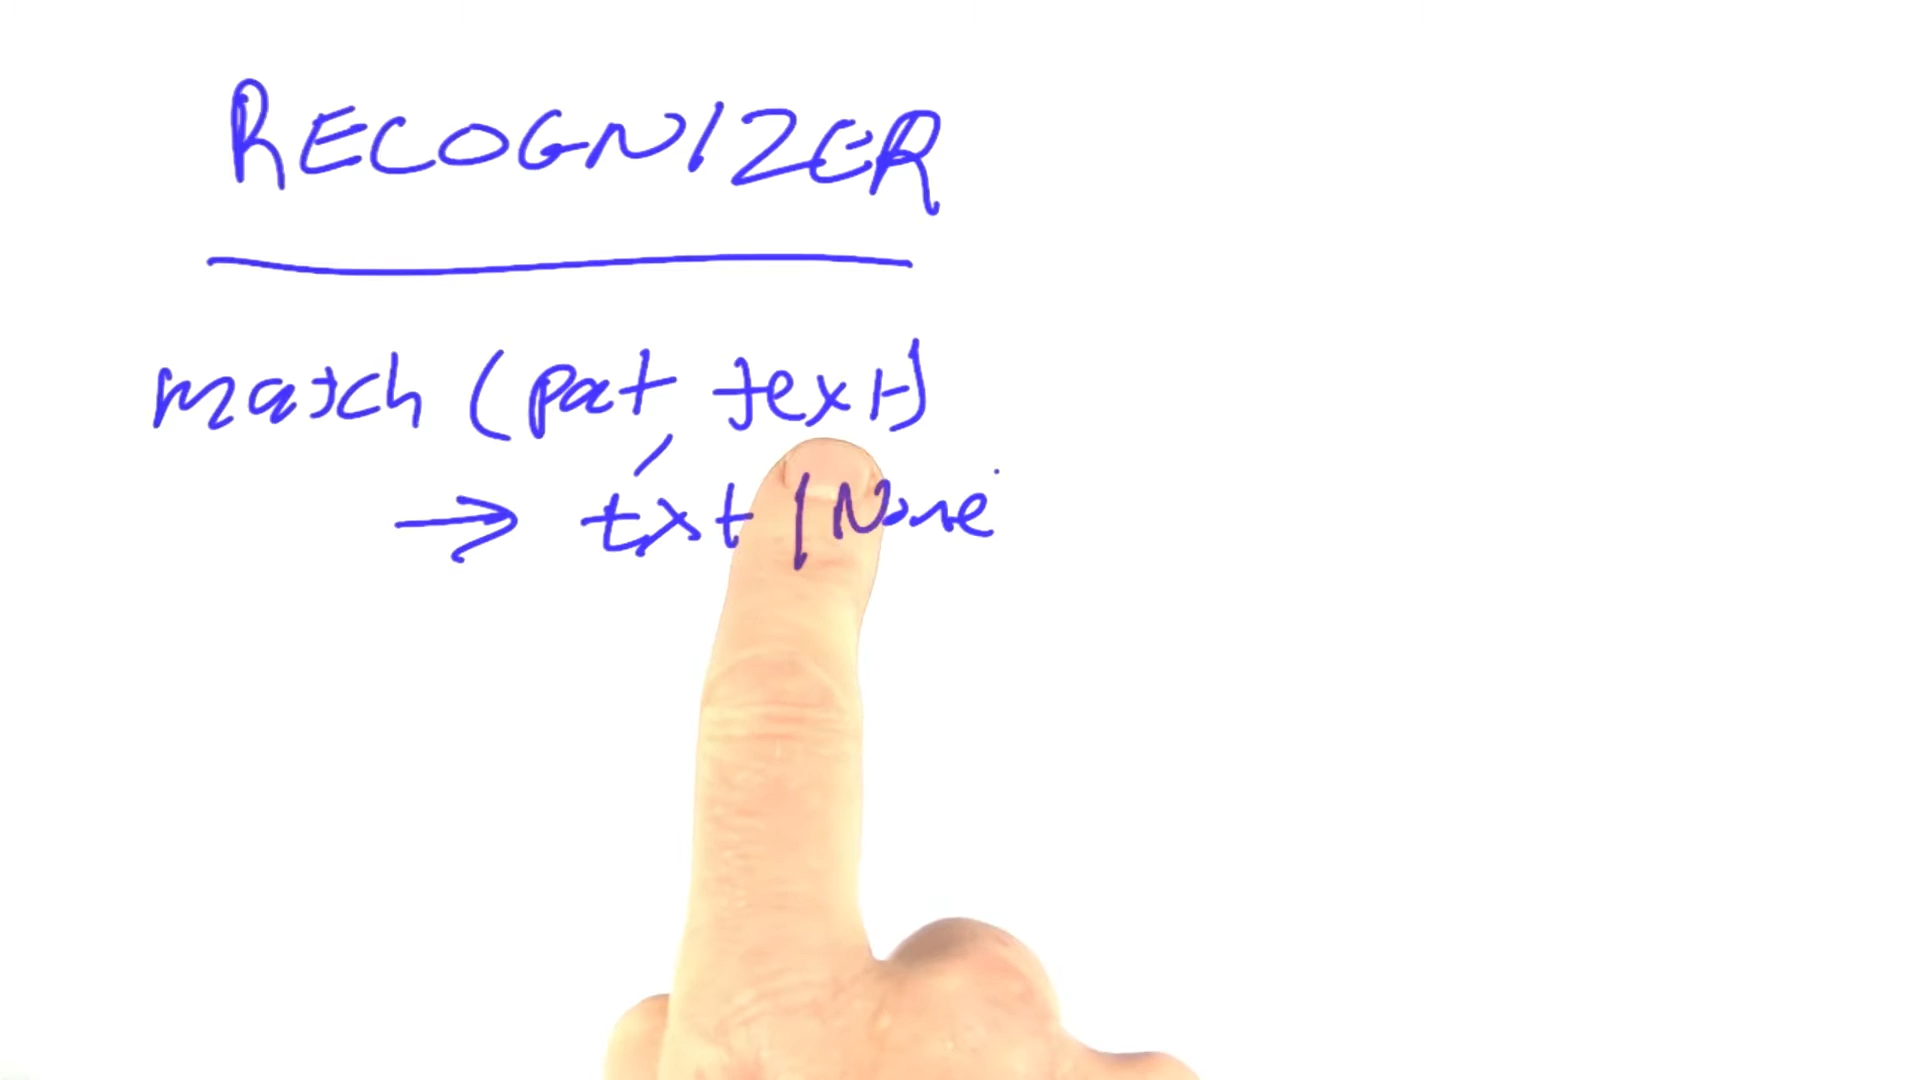 RECOGNIZER
match (pat, text)
→ txt | None